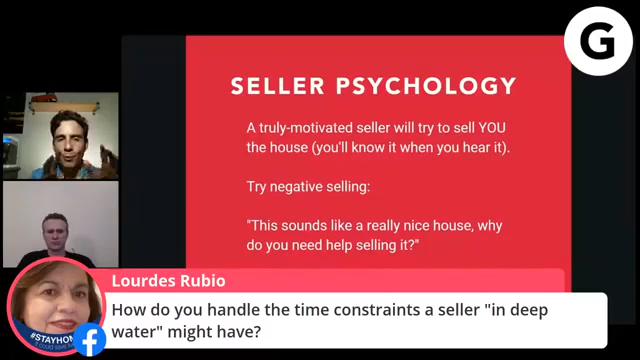 G
SELLER PSYCHOLOGY
A truly-motivated seller will try to sell YOU
the house (you'll know it when you hear it).
Try negative selling:
"This sounds like a really nice house, why
do you need help selling it?"
Lourdes Rubio
How do you handle the time constraints a seller "in deep
water" might have?
#STAYHOM
f